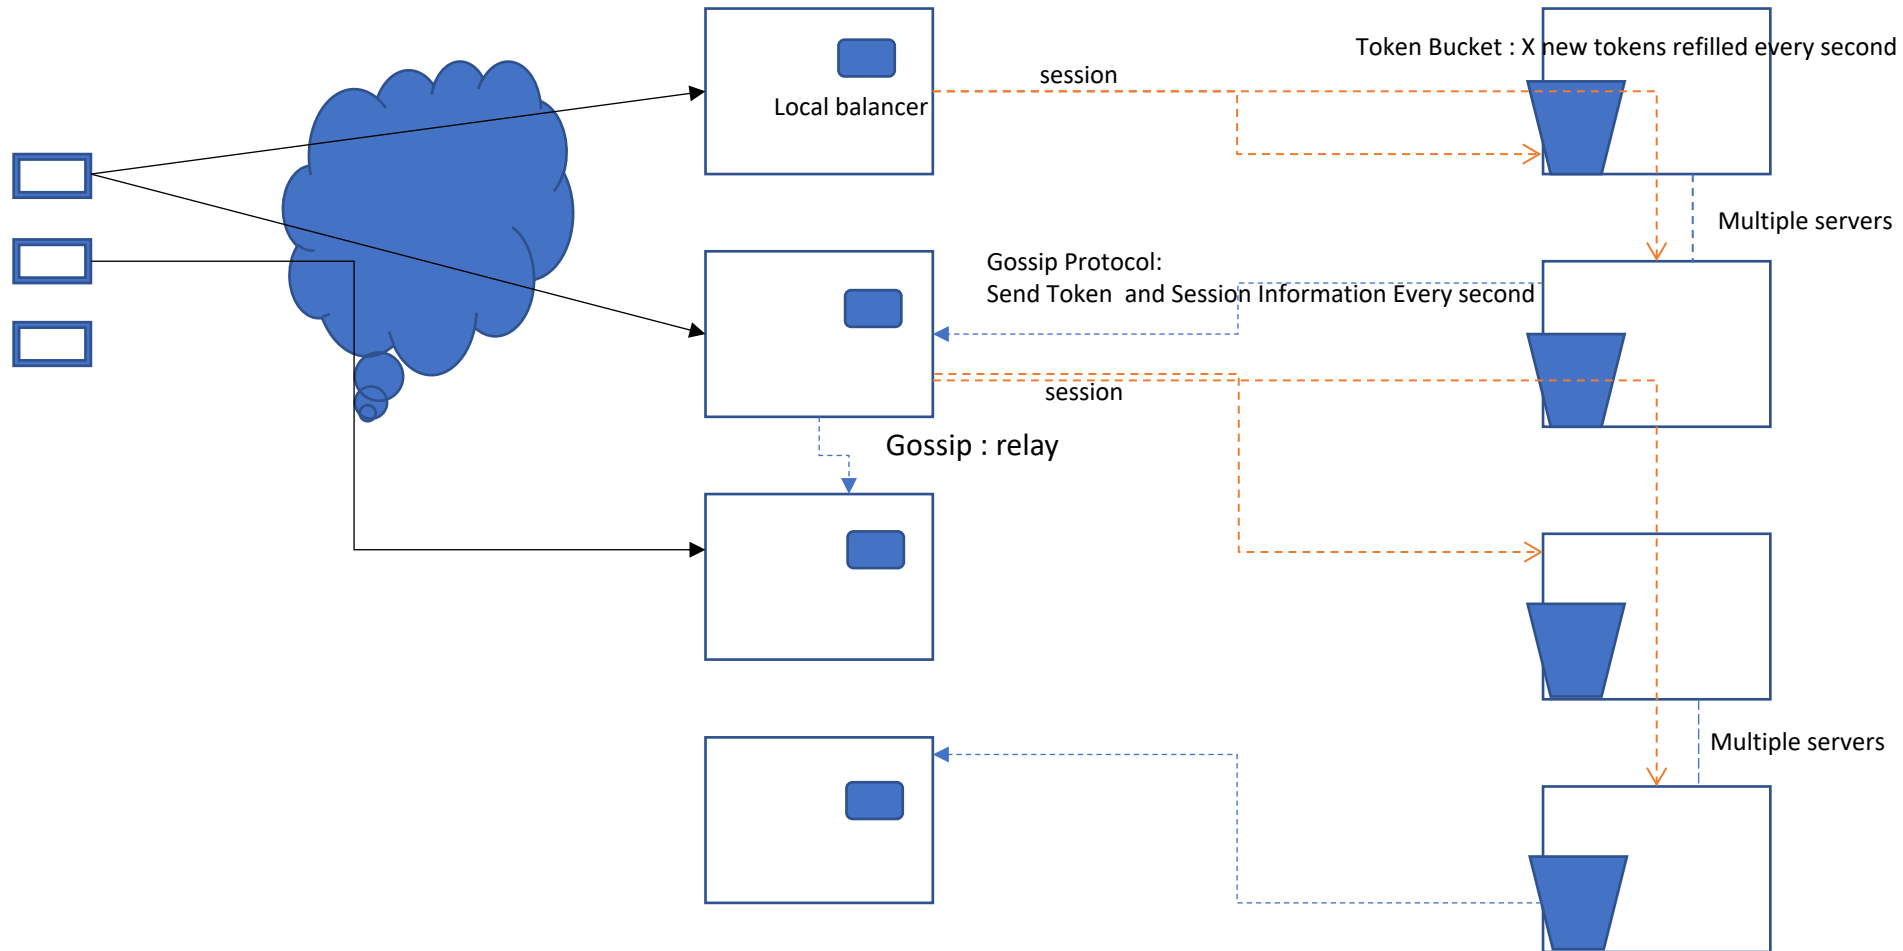 Token Bucket : X new tokens refilled every second
session
Local balancer
Multiple servers
Gossip Protocol:
Send Token  and Session Information Every second
session
Gossip : relay
Multiple servers